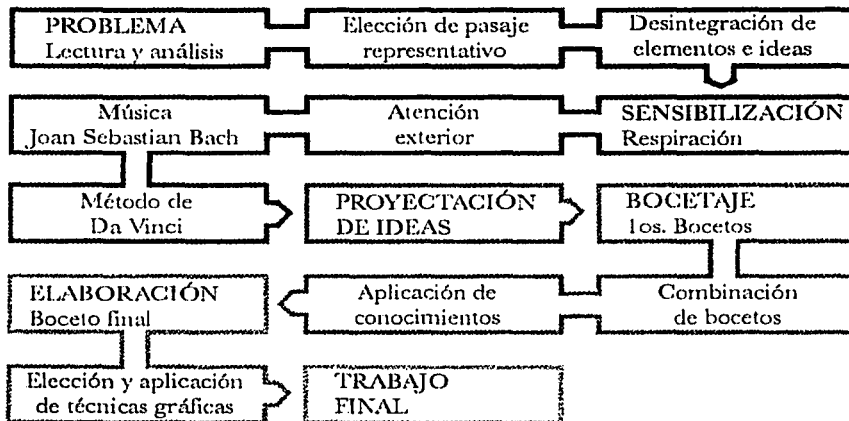 PROBLEMA
Lectura y análisis
Elección de pasaje
representativo
Desintegración de
elementos e ideas
Música
Joan Sebastian Bach
Atención
exterior
SENSIBILIZACIÓN
Respiración
Método de
Da Vinci
PROYECTACIÓN
DE IDEAS
BOCETAJE
1os. Bocetos
ELABORACIÓN
Boceto final
Aplicación de
conocimientos
Combinación
de bocetos
Elección y aplicación
de técnicas gráficas
TRABAJO
FINAL